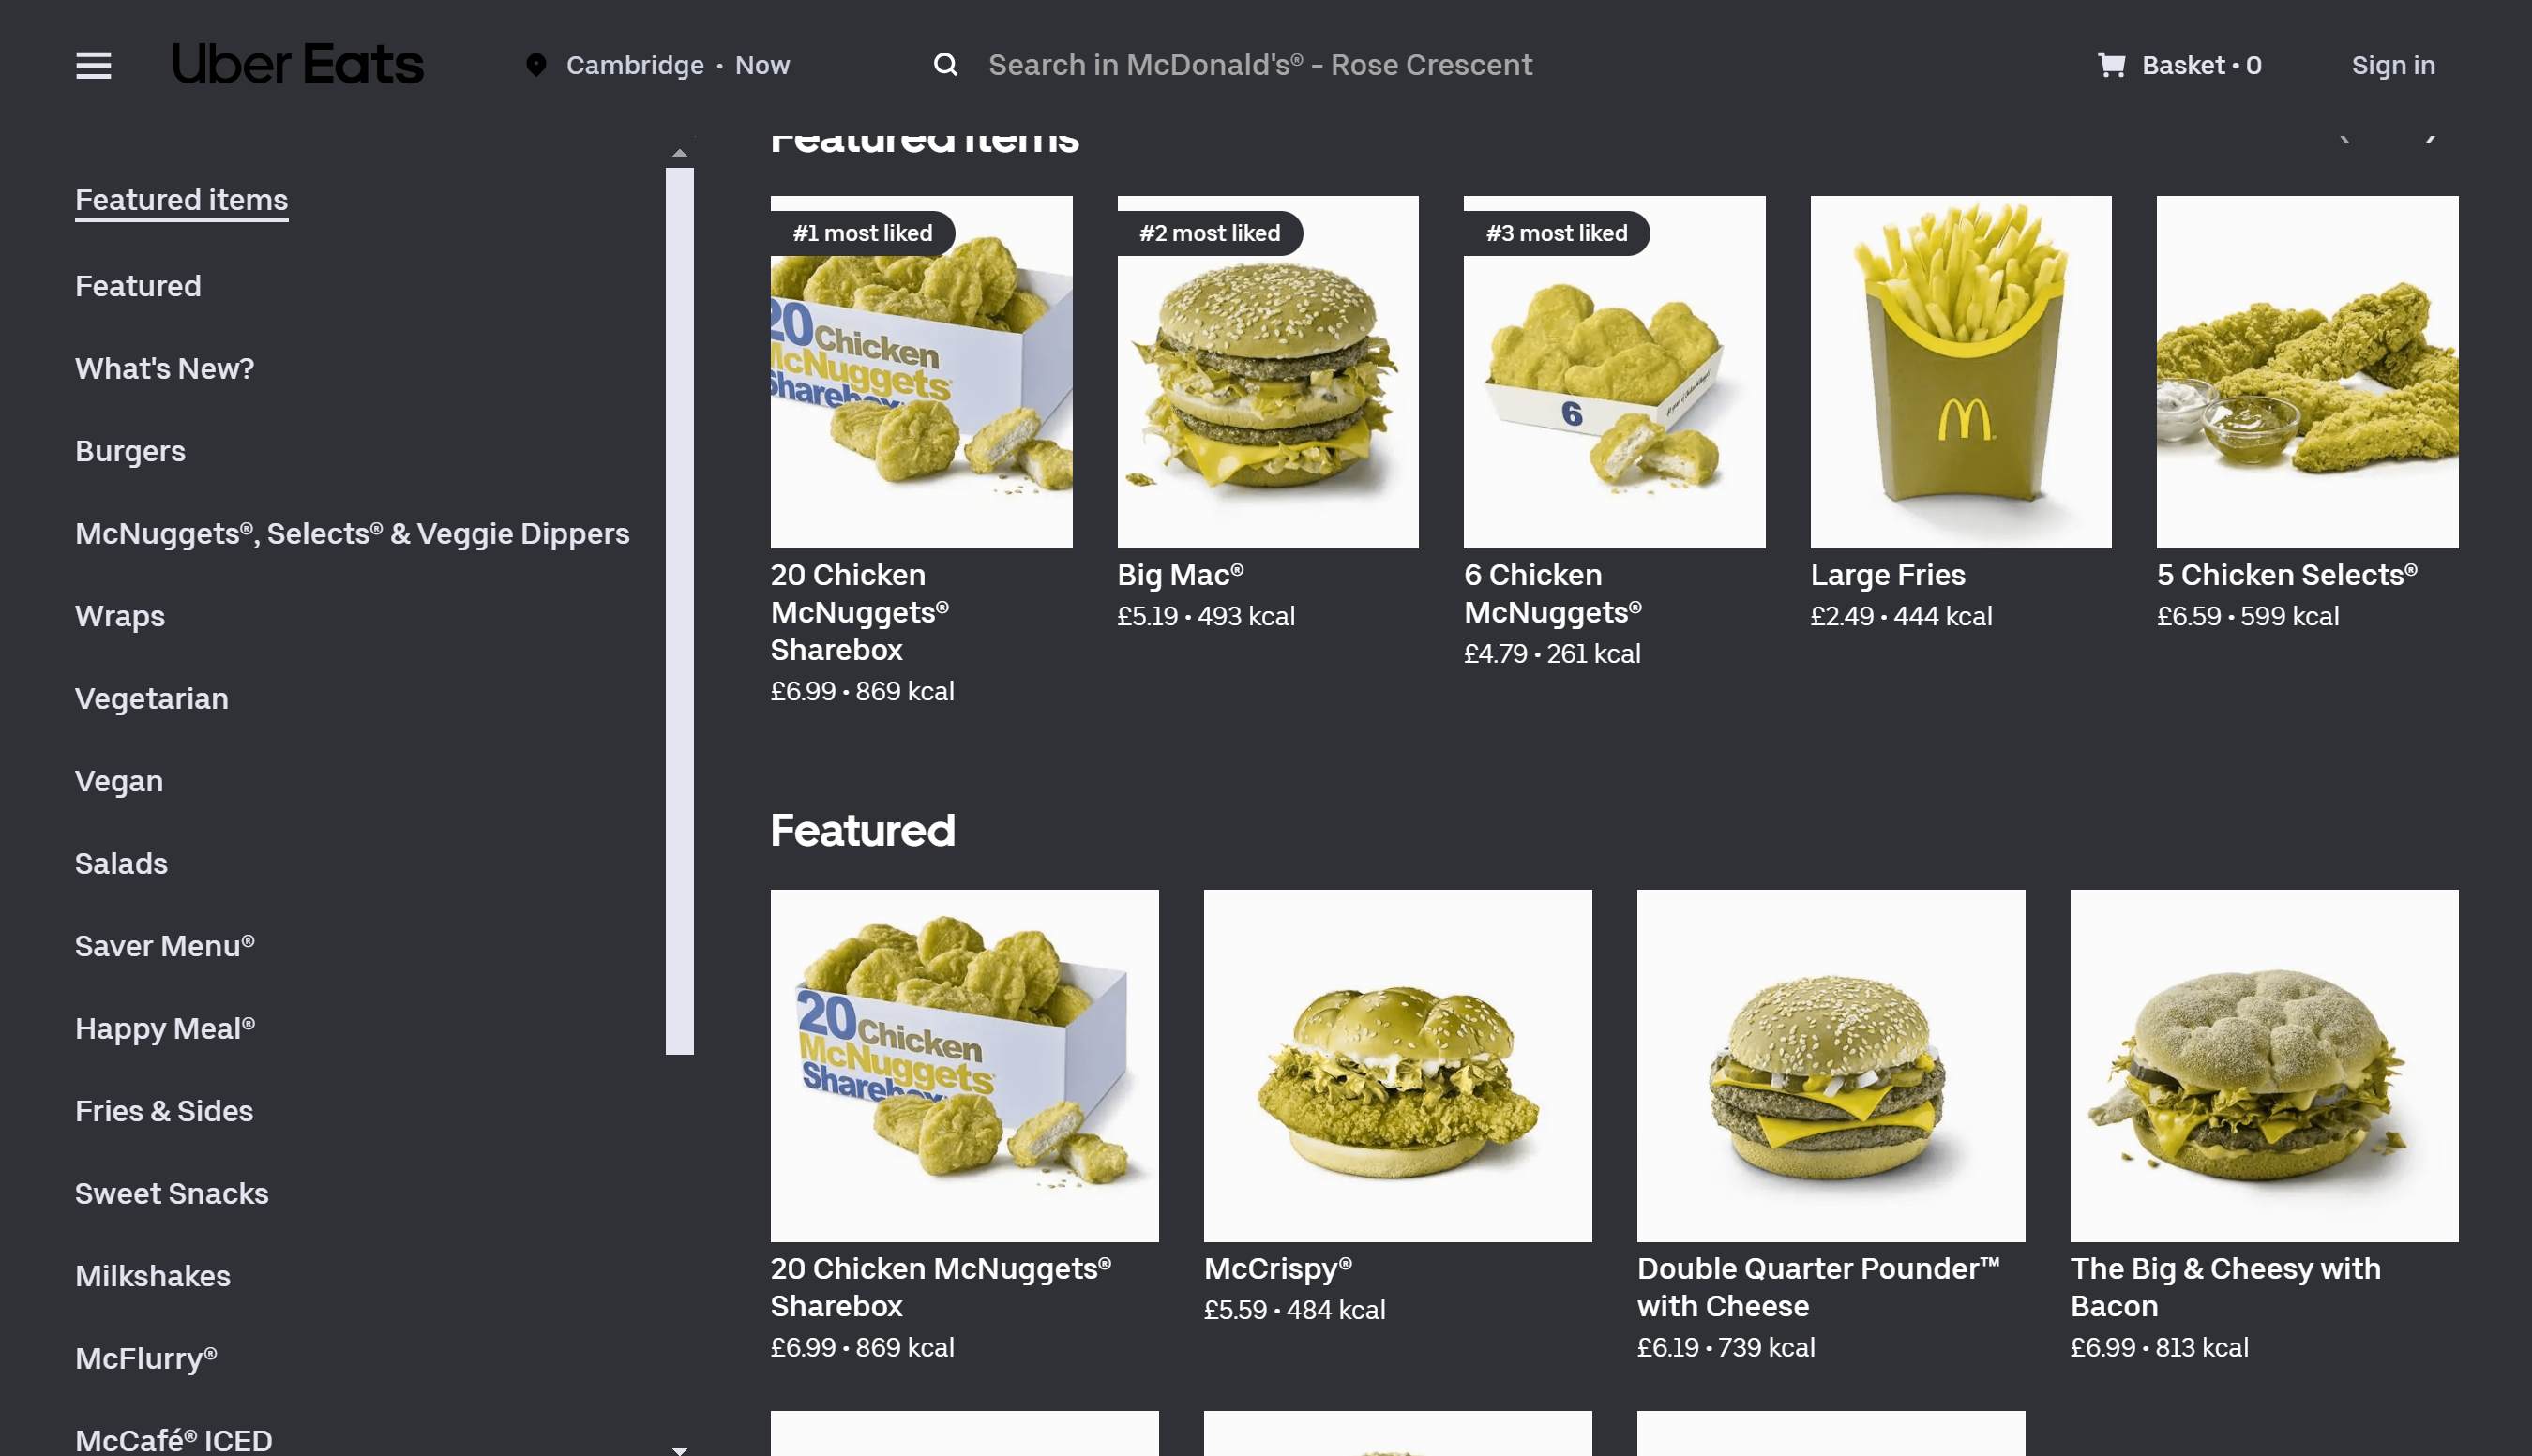 Uber Eats
Cambridge • Now
Search in McDonald's® - Rose Crescent
Basket • 0
Sign in
Featured items
Featured
What's New?
Burgers
McNuggets®, Selects® & Veggie Dippers
Wraps
Vegetarian
Vegan
Salads
Saver Menu®
Happy Meal®
Fries & Sides
Sweet Snacks
Milkshakes
McFlurry®
McCafé® ICED
Featured items
#1 most liked
20 Chicken
McNuggets®
Sharebox
20 Chicken
McNuggets®
Sharebox
£6.99 • 869 kcal
#2 most liked
Big Mac®
£5.19 • 493 kcal
#3 most liked
6
6 Chicken
McNuggets®
£4.79 • 261 kcal
Large Fries
£2.49 • 444 kcal
5 Chicken Selects®
£6.59 • 599 kcal
Featured
20 Chicken
McNuggets®
Sharebox
20 Chicken McNuggets®
Sharebox
£6.99 • 869 kcal
McCrispy®
£5.59 • 484 kcal
Double Quarter Pounder™
with Cheese
£6.19 • 739 kcal
The Big & Cheesy with
Bacon
£6.99 • 813 kcal